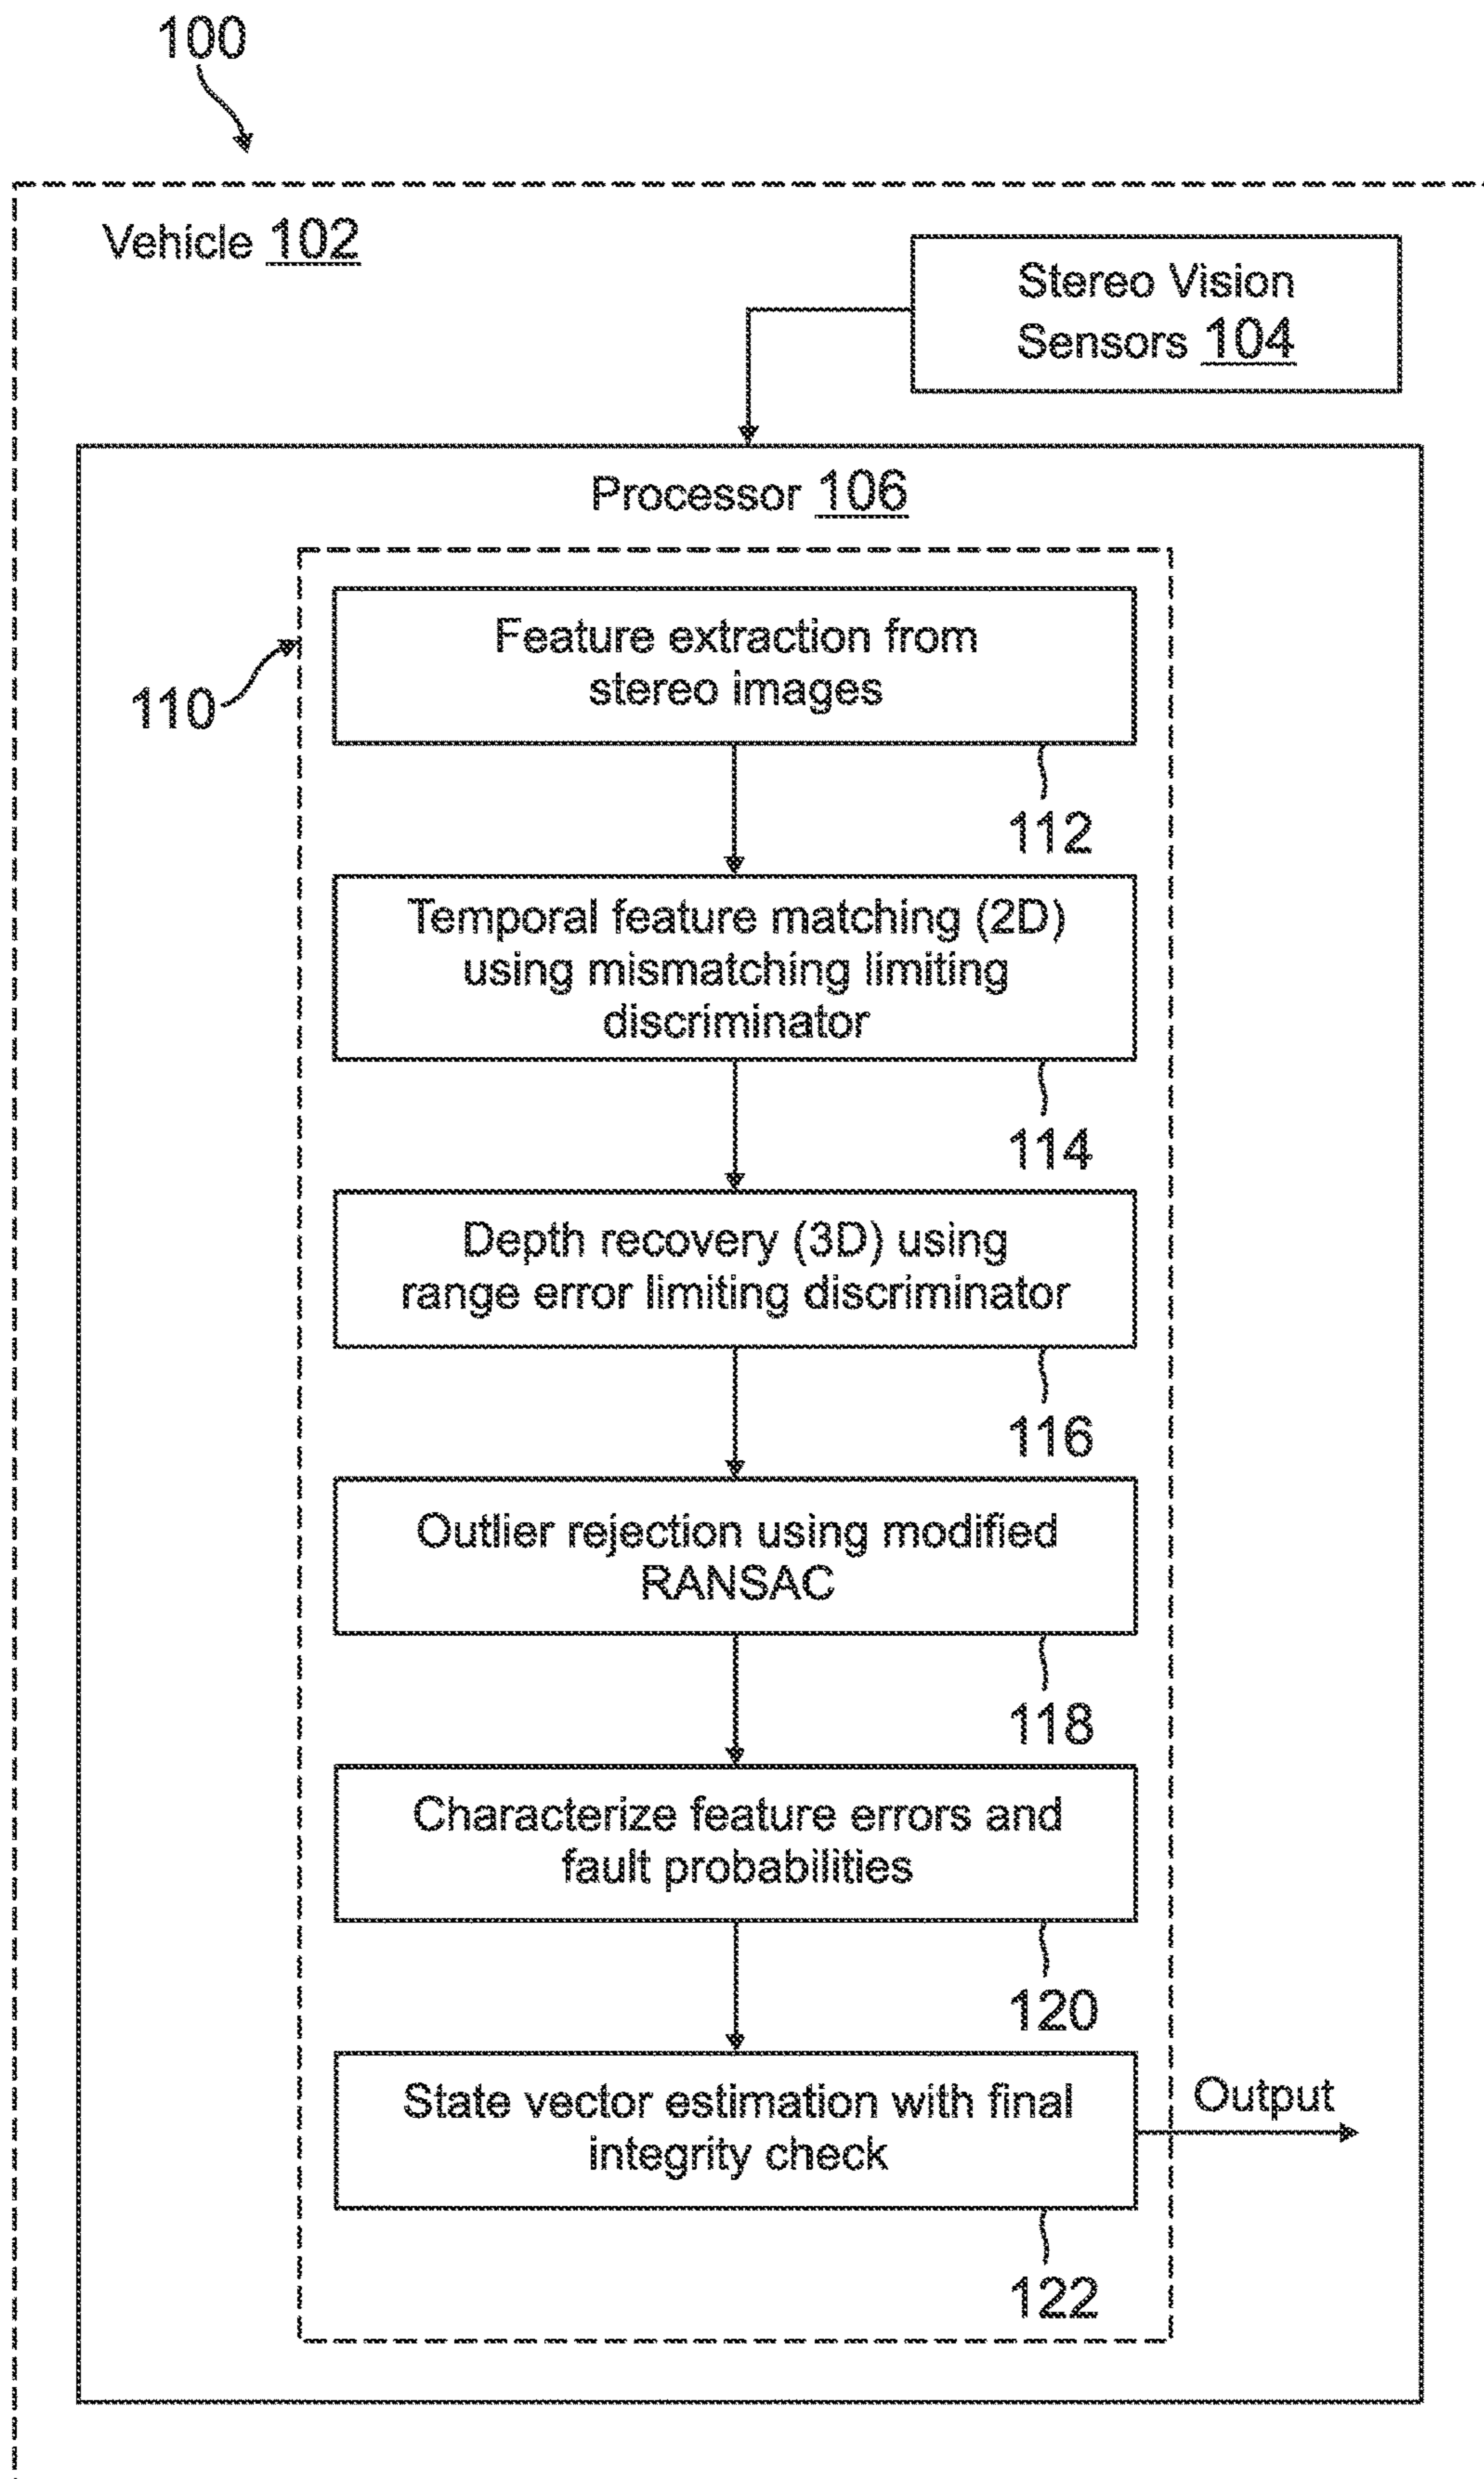 100
Vehicle 102
Stereo Vision
Sensors 104
Processor 106
110
Feature extraction from
stereo images
112
Temporal feature matching (2D)
using mismatching limiting
discriminator
114
Depth recovery (3D) using
range error limiting discriminator
116
Outlier rejection using modified
RANSAC
118
Characterize feature errors and
fault probabilities
120
State vector estimation with final
integrity check
Output
122